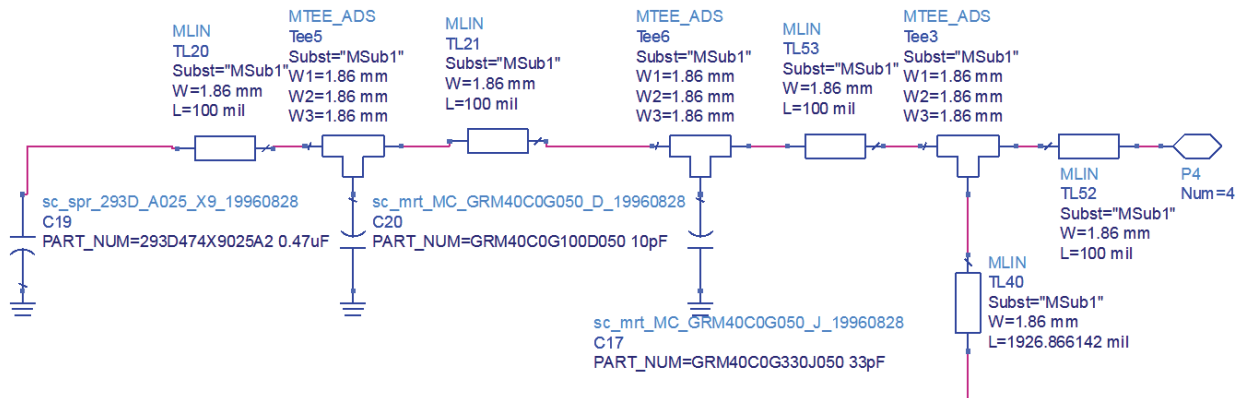 MLIN
TL20
Subst="MSub1"
W=1.86 mm
L=100 mil
MTEE_ADS
Tee5
Subst="MSub1"
W1=1.86 mm
W2=1.86 mm
W3=1.86 mm
MLIN
TL21
Subst="MSub1"
W=1.86 mm
L=100 mil
MTEE_ADS
Tee6
Subst="MSub1"
W1=1.86 mm
W2=1.86 mm
W3=1.86 mm
MLIN
TL53
Subst="MSub1"
W=1.86 mm
L=100 mil
MTEE_ADS
Tee3
Subst="MSub1"
W1=1.86 mm
W2=1.86 mm
W3=1.86 mm
sc_spr_293D_A025_X9_19960828
C19
PART_NUM=293D474X9025A2 0.47uF
sc_mrt_MC_GRM40C0G050_D_19960828
C20
PART_NUM=GRM40C0G100D050 10pF
MLIN
TL52
Subst="MSub1"
W=1.86 mm
L=100 mil
P4
Num=4
sc_mrt_MC_GRM40C0G050_J_19960828
C17
PART_NUM=GRM40C0G330J050 33pF
MLIN
TL40
Subst="MSub1"
W=1.86 mm
L=1926.866142 mil